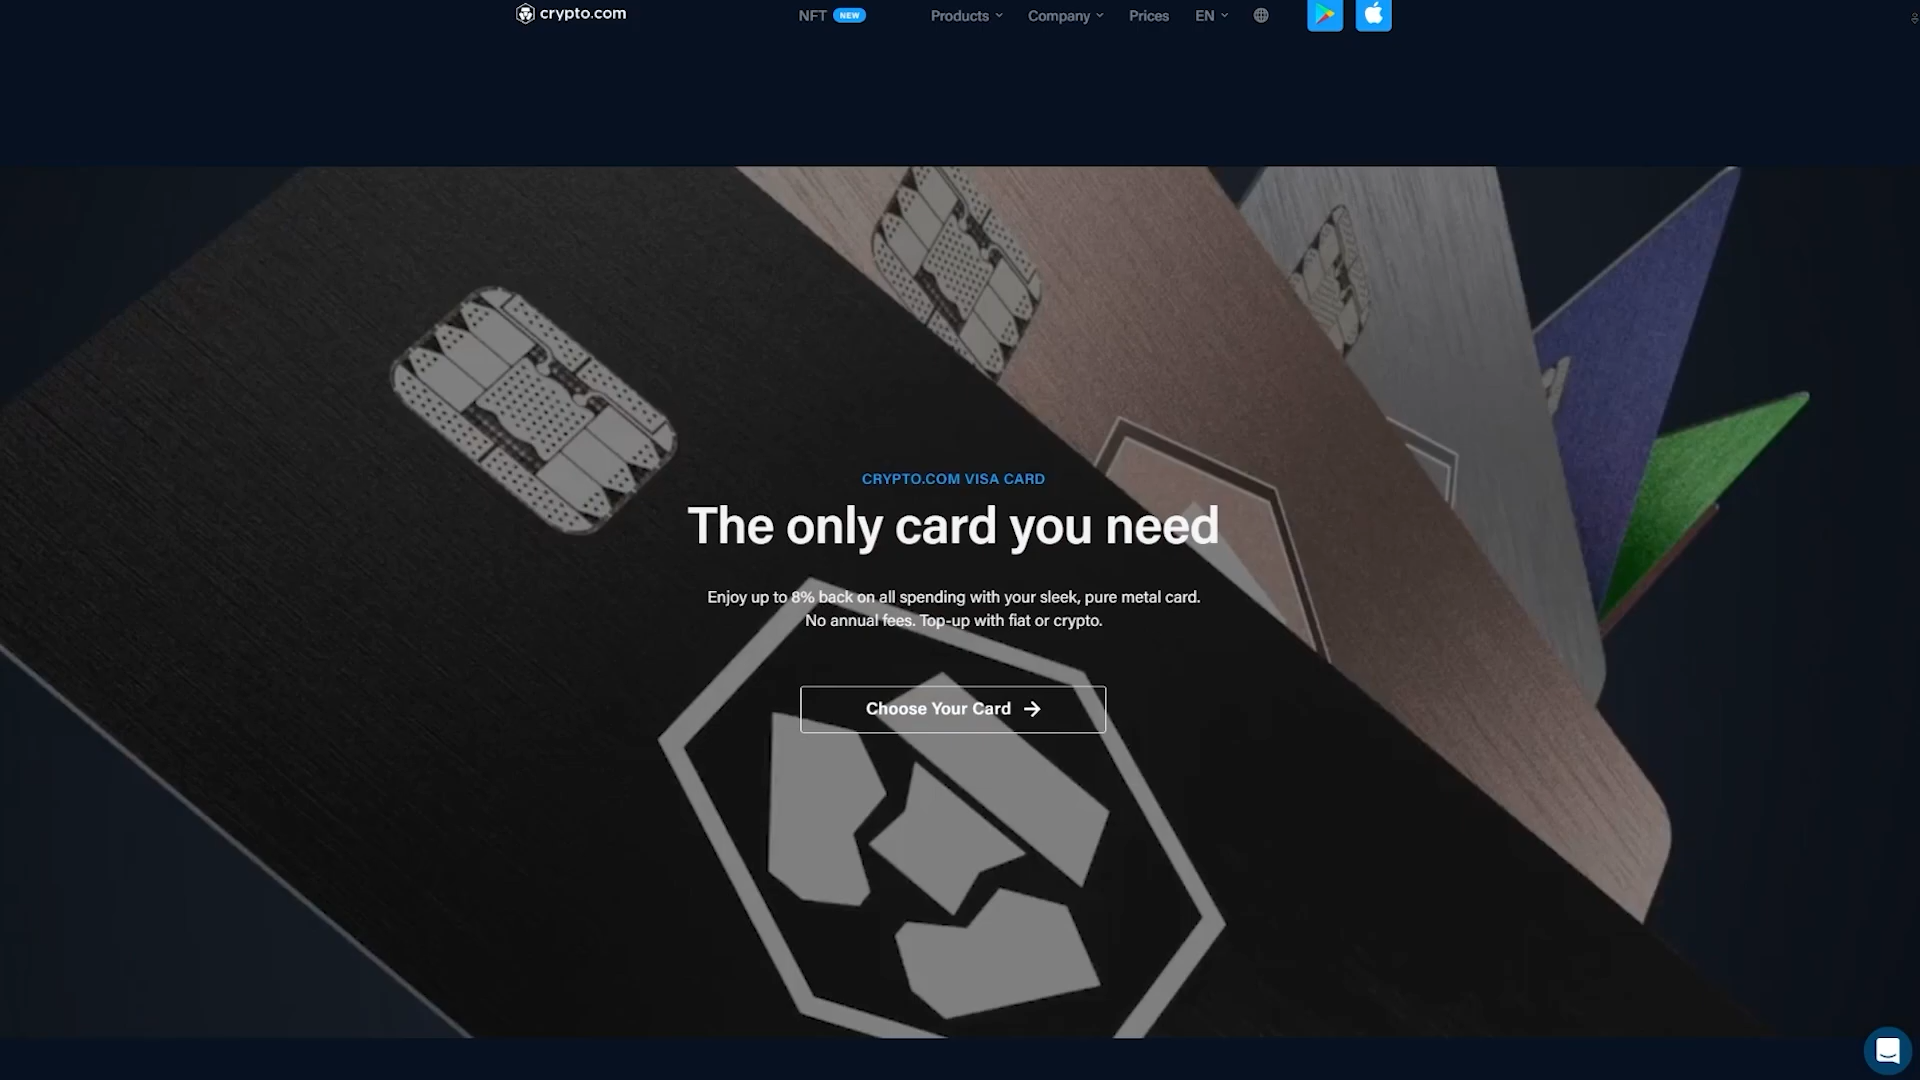 crypto.com
NFT NEW
Products
Company
Prices
EN
CRYPTO.COM VISA CARD
The only card you need
Enjoy up to 8% back on all spending with your sleek, pure metal card.
No annual fees. Top-up with fiat or crypto.
Choose Your Card →